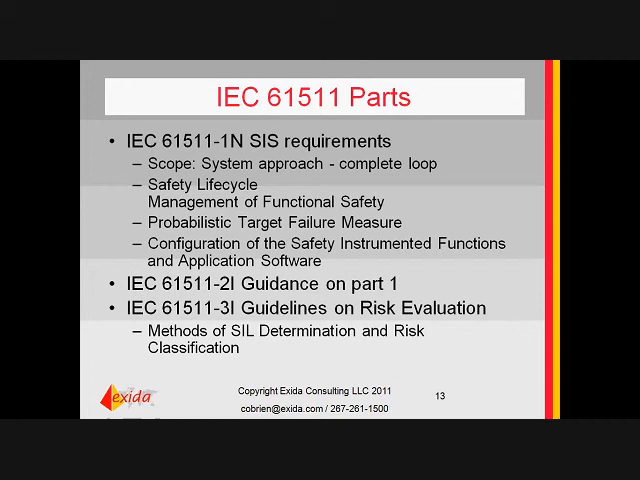 IEC 61511 Parts
• IEC 61511-1N SIS requirements
– Scope: System approach - complete loop
– Safety Lifecycle
Management of Functional Safety
– Probabilistic Target Failure Measure
– Configuration of the Safety Instrumented Functions
and Application Software
• IEC 61511-2I Guidance on part 1
• IEC 61511-3I Guidelines on Risk Evaluation
– Methods of SIL Determination and Risk
Classification
exida
Copyright Exida Consulting LLC 2011
cobrien@exida.com / 267-261-1500
13